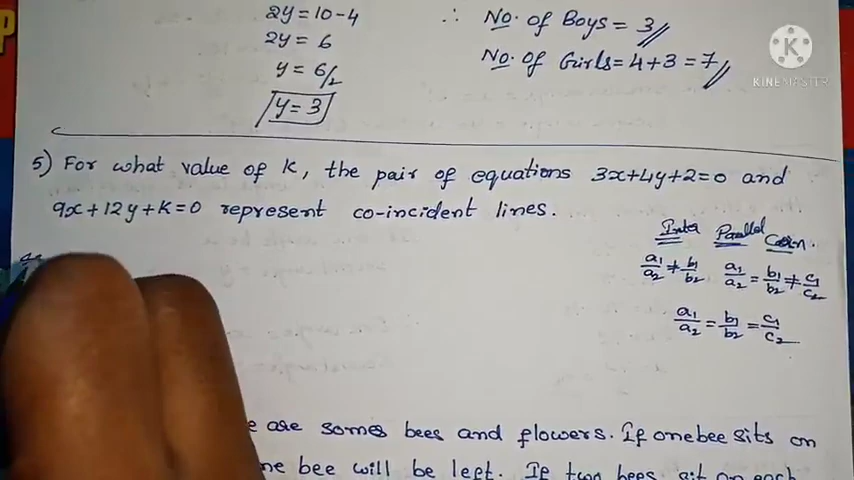 2y = 10-4
2y = 6
y = 6/2
y = 3
∴ No. of Boys = 3
No. of Girls = 4+3 = 7
KINEMASTER
5) For what value of K, the pair of equations 3x+4y+2=0 and
9x+12y+K=0 represent co-incident lines.
Inter Parallel Coin.
a1/a2 ≠ b1/b2 a1/a2 = b1/b2 ≠ c1/c2
a1/a2 = b1/b2 = c1/c2
are somes bees and flowers. If one bee sits on
bee will be left. If two bees sit on each